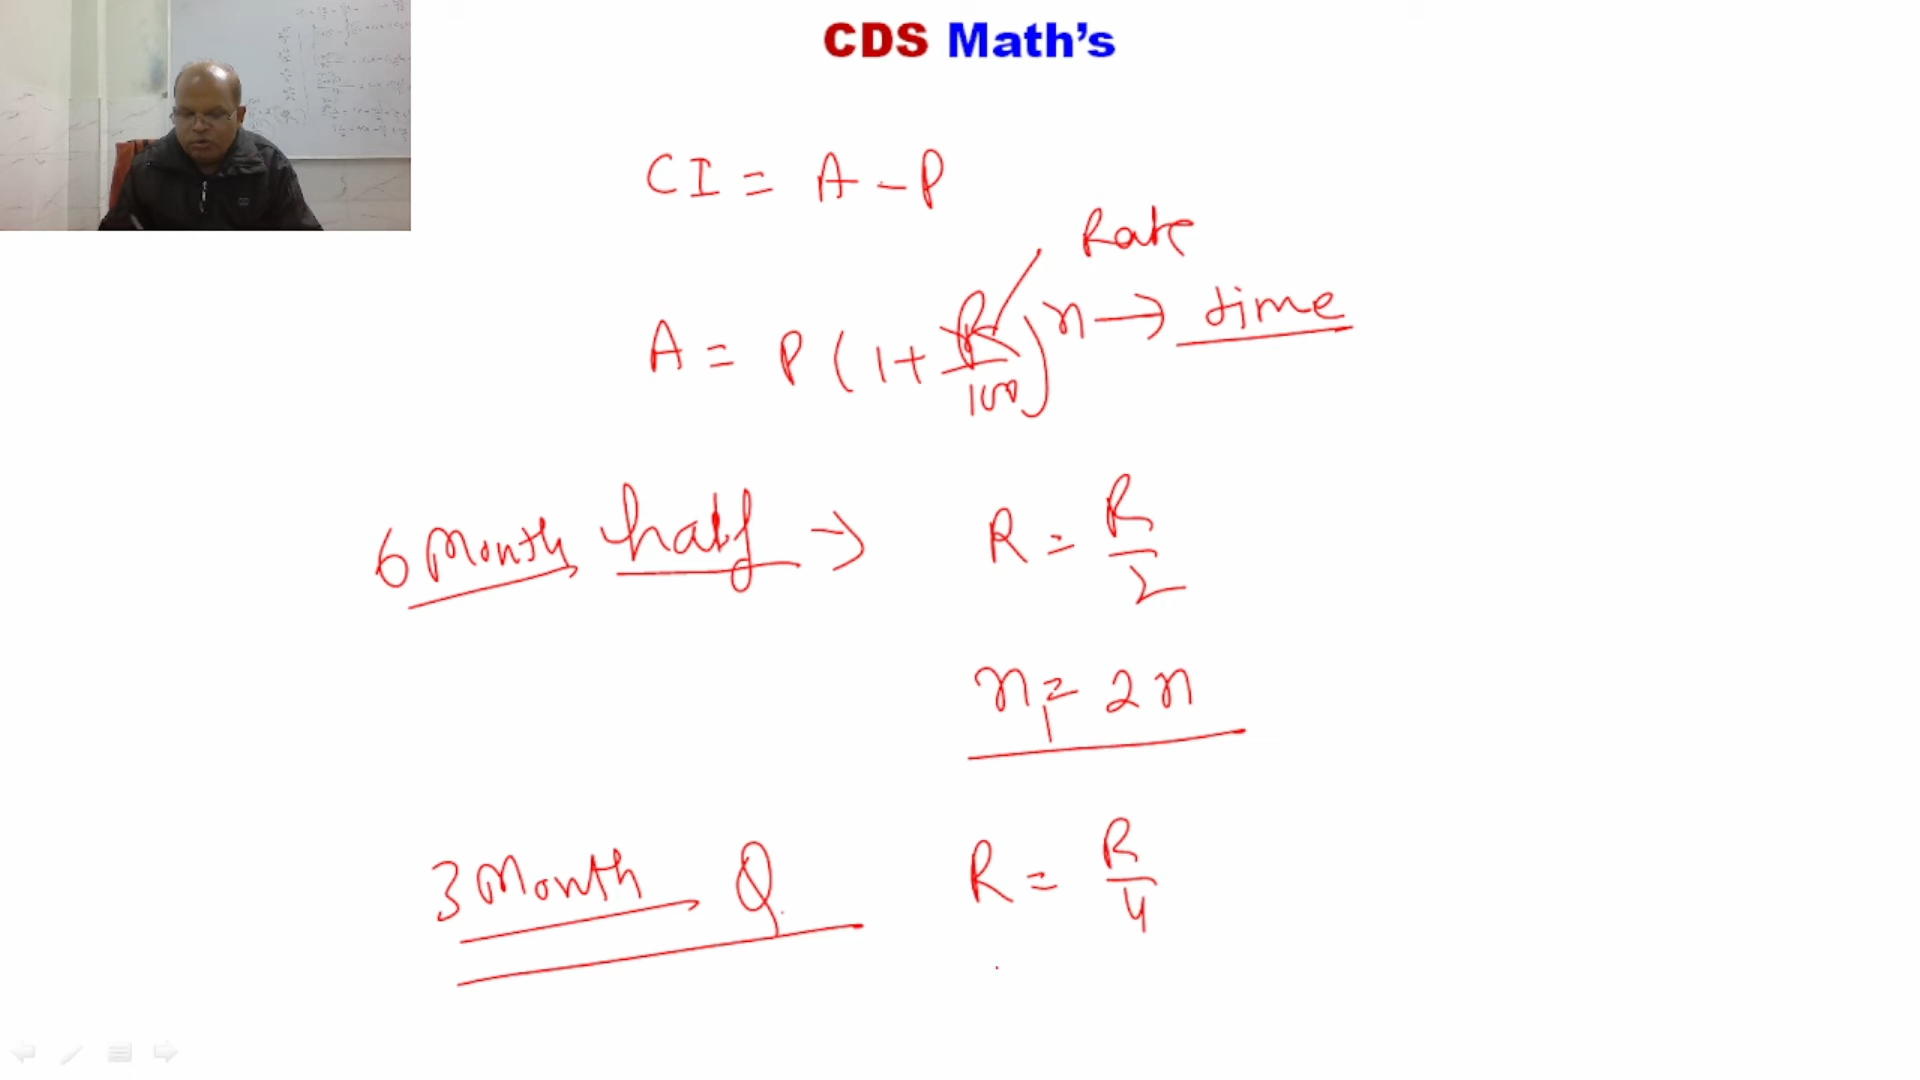 CDS Math's
CI = A - P
Rate
A = P (1 + R/100)^n → time
6 Month half → R = R/2
n₁ = 2n
3 Month Q R = R/4